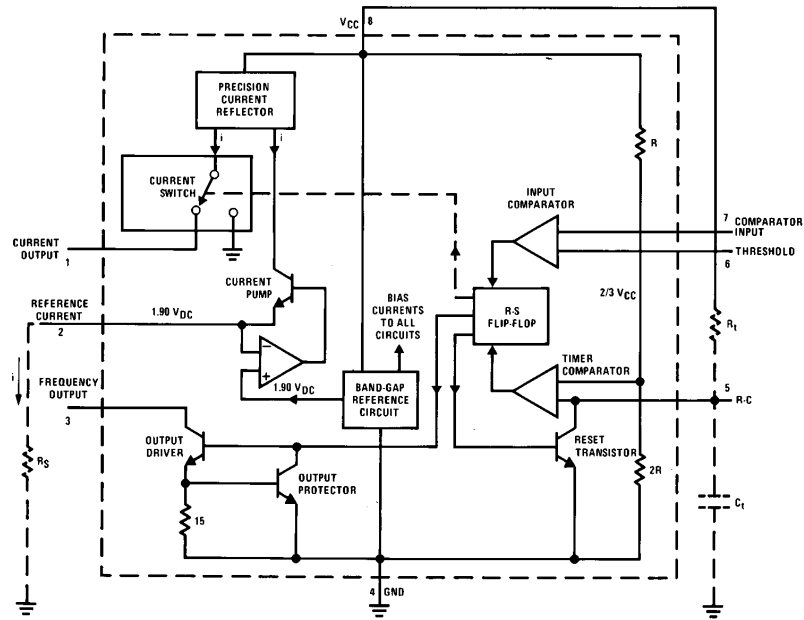 VCC 8
PRECISION
CURRENT
REFLECTOR
i
i
R
CURRENT
SWITCH
INPUT
COMPARATOR
7 COMPARATOR
INPUT
THRESHOLD
6
CURRENT
OUTPUT
1
CURRENT
PUMP
BIAS
CURRENTS
TO ALL
CIRCUITS
R-S
FLIP-FLOP
2/3 VCC
REFERENCE
CURRENT
2
1.90 VDC
Rt
i
−
+
1.90 VDC
TIMER
COMPARATOR
FREQUENCY
OUTPUT
3
BAND-GAP
REFERENCE
CIRCUIT
5
R-C
OUTPUT
DRIVER
RESET
TRANSISTOR
RS
OUTPUT
PROTECTOR
2R
15
Ct
4 GND